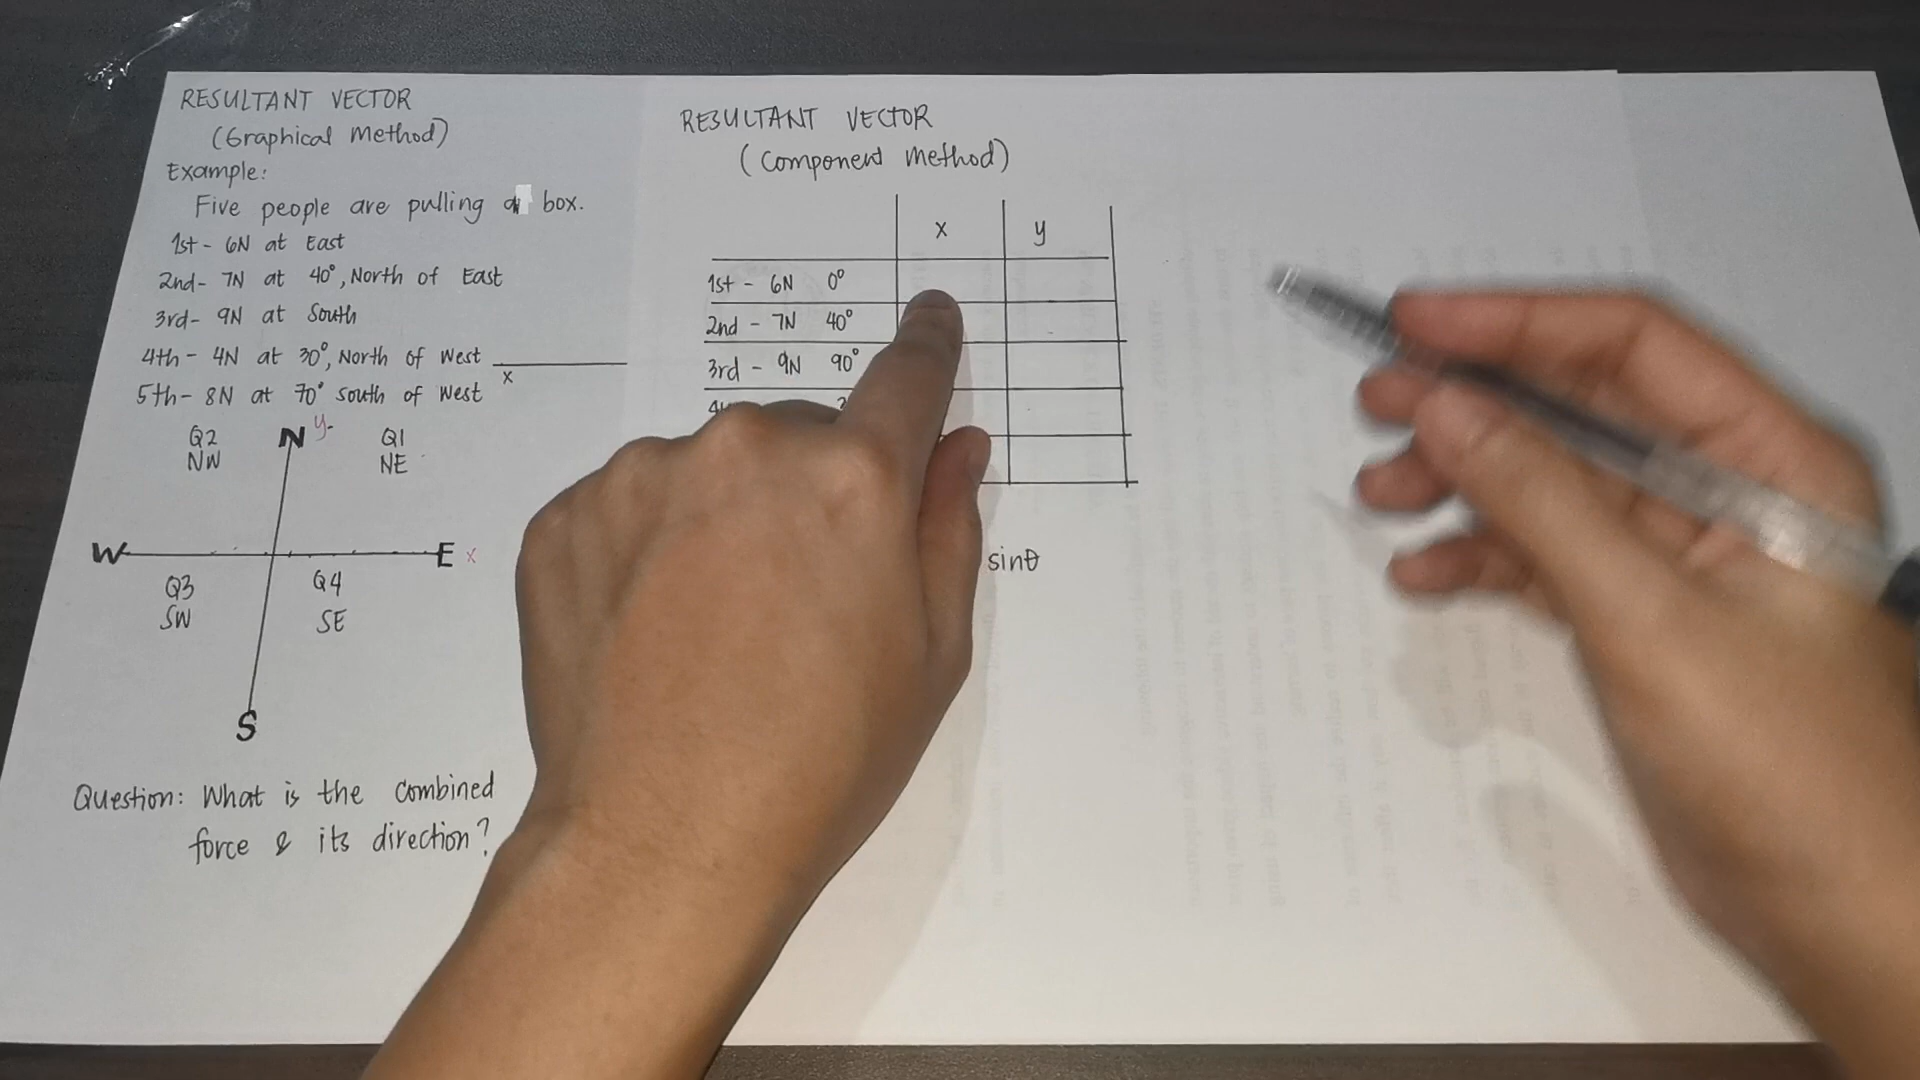 RESULTANT VECTOR
(Graphical Method)
Example:
Five people are pulling a box.
1st - 6N at East
2nd- 7N at 40°, North of East
3rd- 9N at South
4th - 4N at 30°, North of West
x
5th- 8N at 70° South of West
Q2
NW
N y
Q1
NE
W
E x
Q3
SW
Q4
SE
S
Question: What is the combined
force & its direction?
RESULTANT VECTOR
(Component Method)
x y
1st - 6N 0°
2nd - 7N 40°
3rd - 9N 90°
sinθ